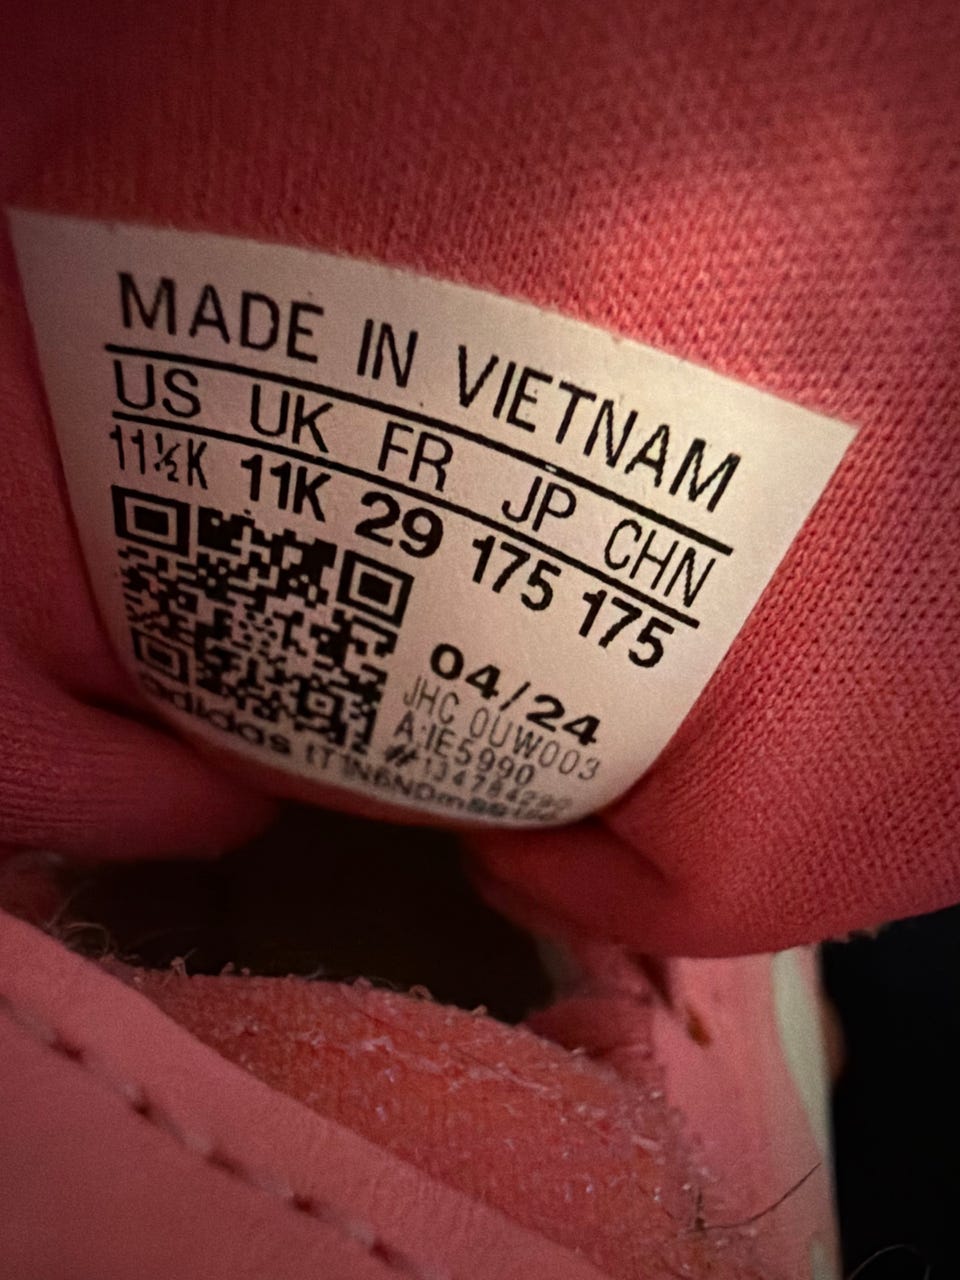 MADE IN VIETNAM
US UK FR JP CHN
11½K 11K 29 175 175
04/24
JHC 0UW003
A:IE5990
adidas